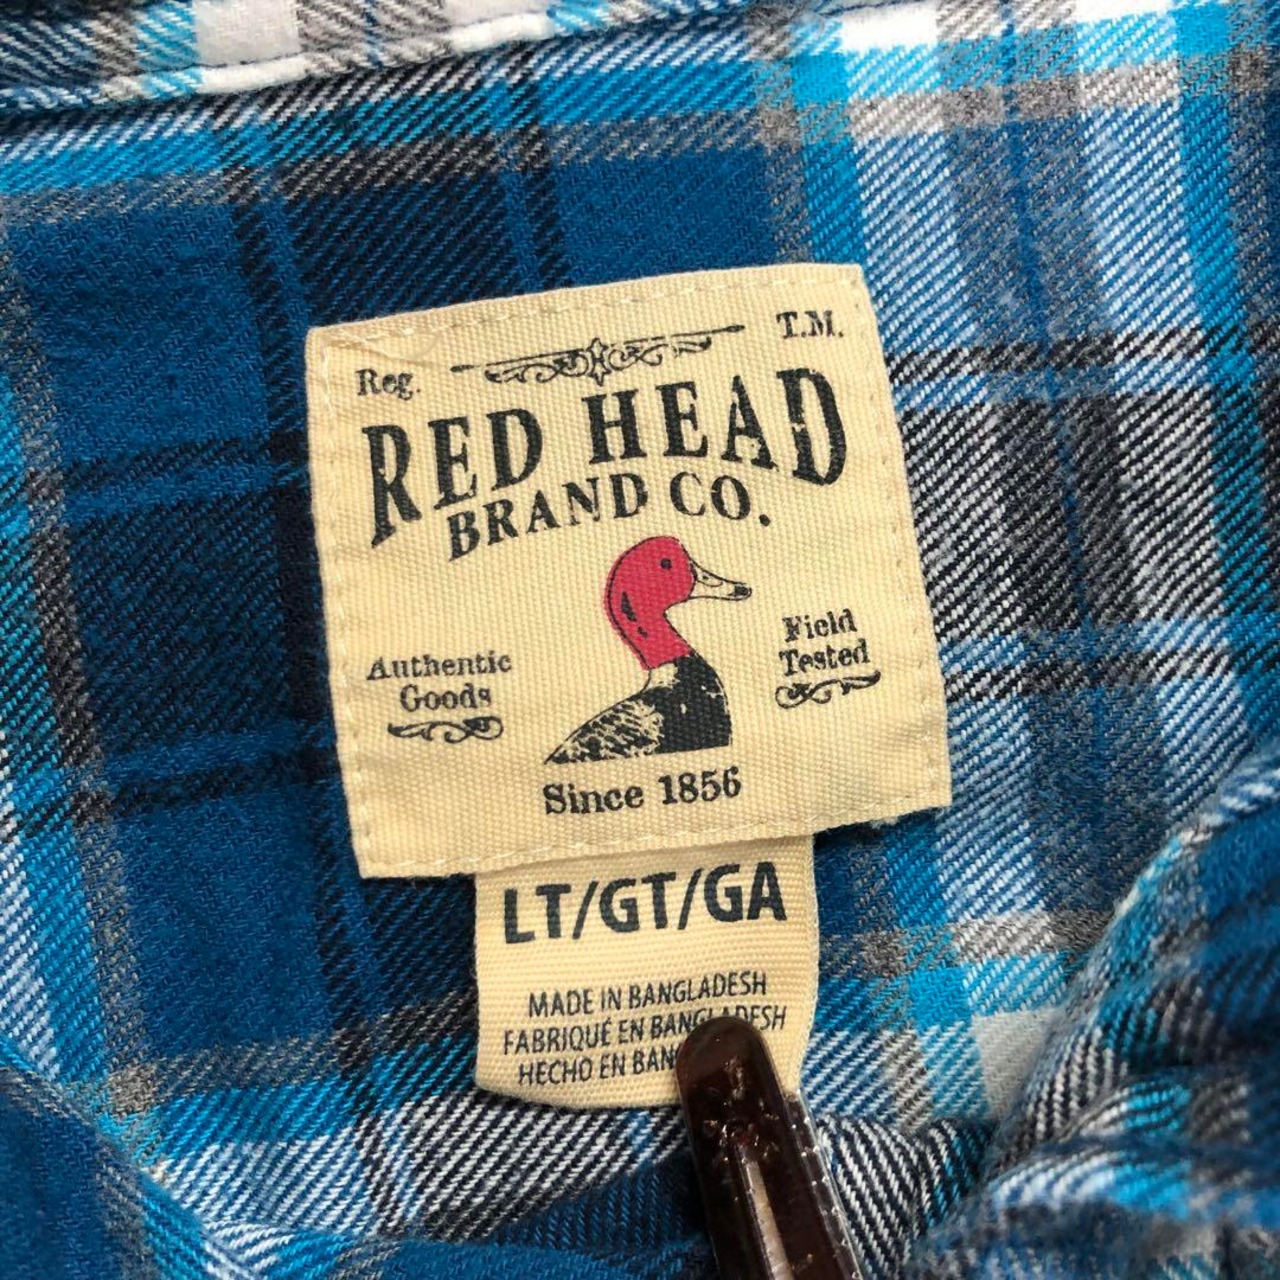 Reg. T.M.
RED HEAD
BRAND CO.
Authentic
Goods
Field
Tested
Since 1856
LT/GT/GA
MADE IN BANGLADESH
FABRIQUÉ EN BANGLADESH
HECHO EN